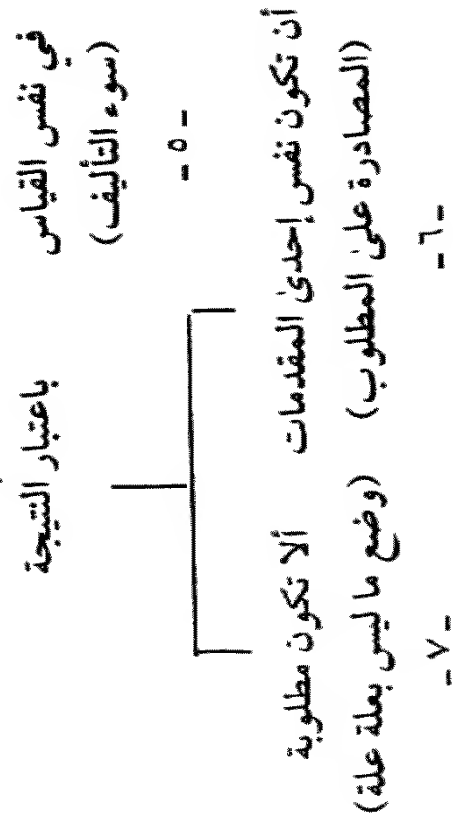 في نفس القياس
(سوء التأليف)
- ٥ -
باعتبار النتيجة
أن تكون نفس إحدىٰ المقدمات
(المصادرة علىٰ المطلوب)
- ٦ -
ألا تكون مطلوبة
(وضع ما ليس بعلة علة)
- ٧ -